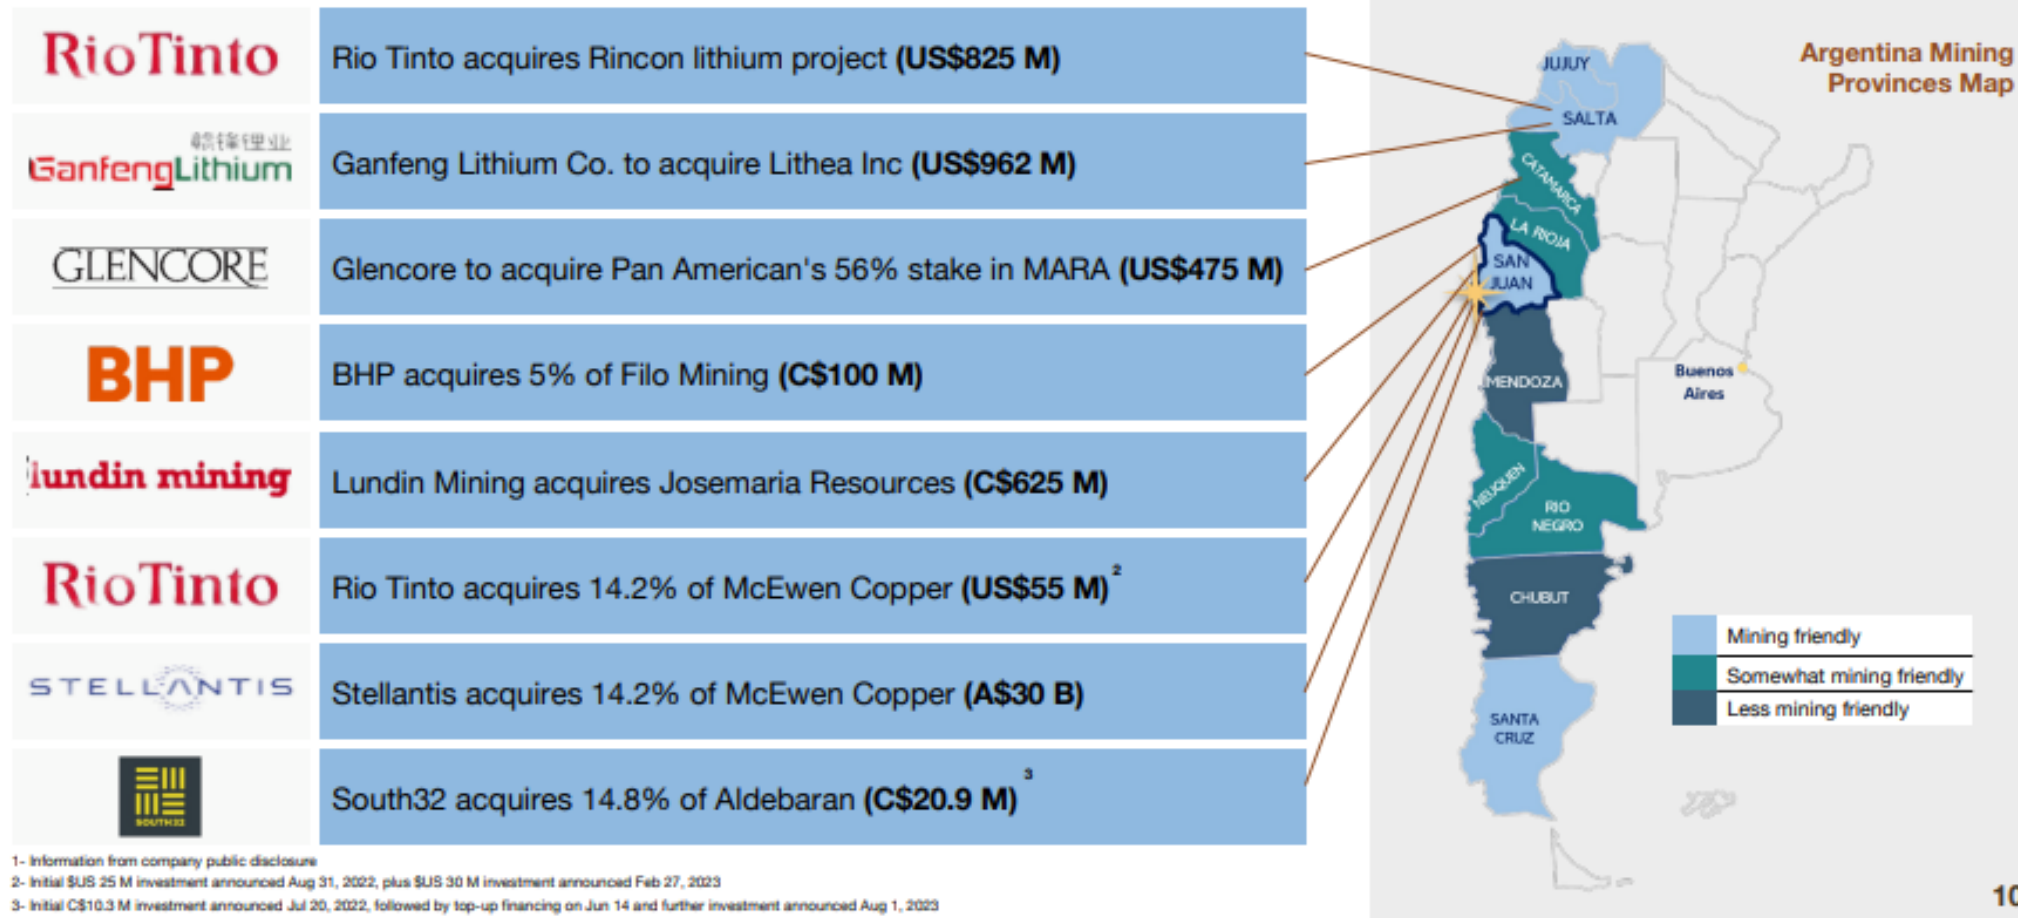 RioTinto
Rio Tinto acquires Rincon lithium project (US$825 M)
赣锋锂业
GanfengLithium
Ganfeng Lithium Co. to acquire Lithea Inc (US$962 M)
GLENCORE
Glencore to acquire Pan American's 56% stake in MARA (US$475 M)
BHP
BHP acquires 5% of Filo Mining (C$100 M)
lundin mining
Lundin Mining acquires Josemaria Resources (C$625 M)
RioTinto
Rio Tinto acquires 14.2% of McEwen Copper (US$55 M)²
STELLANTIS
Stellantis acquires 14.2% of McEwen Copper (A$30 B)
SOUTH32
South32 acquires 14.8% of Aldebaran (C$20.9 M)³
1- Information from company public disclosure
2- Initial $US 25 M investment announced Aug 31, 2022, plus $US 30 M investment announced Feb 27, 2023
3- Initial C$10.3 M investment announced Jul 20, 2022, followed by top-up financing on Jun 14 and further investment announced Aug 1, 2023
Argentina Mining
Provinces Map
JUJUY
SALTA
CATAMARCA
LA RIOJA
SAN
JUAN
MENDOZA
Buenos
Aires
NEUQUEN
RIO
NEGRO
CHUBUT
SANTA
CRUZ
Mining friendly
Somewhat mining friendly
Less mining friendly
10